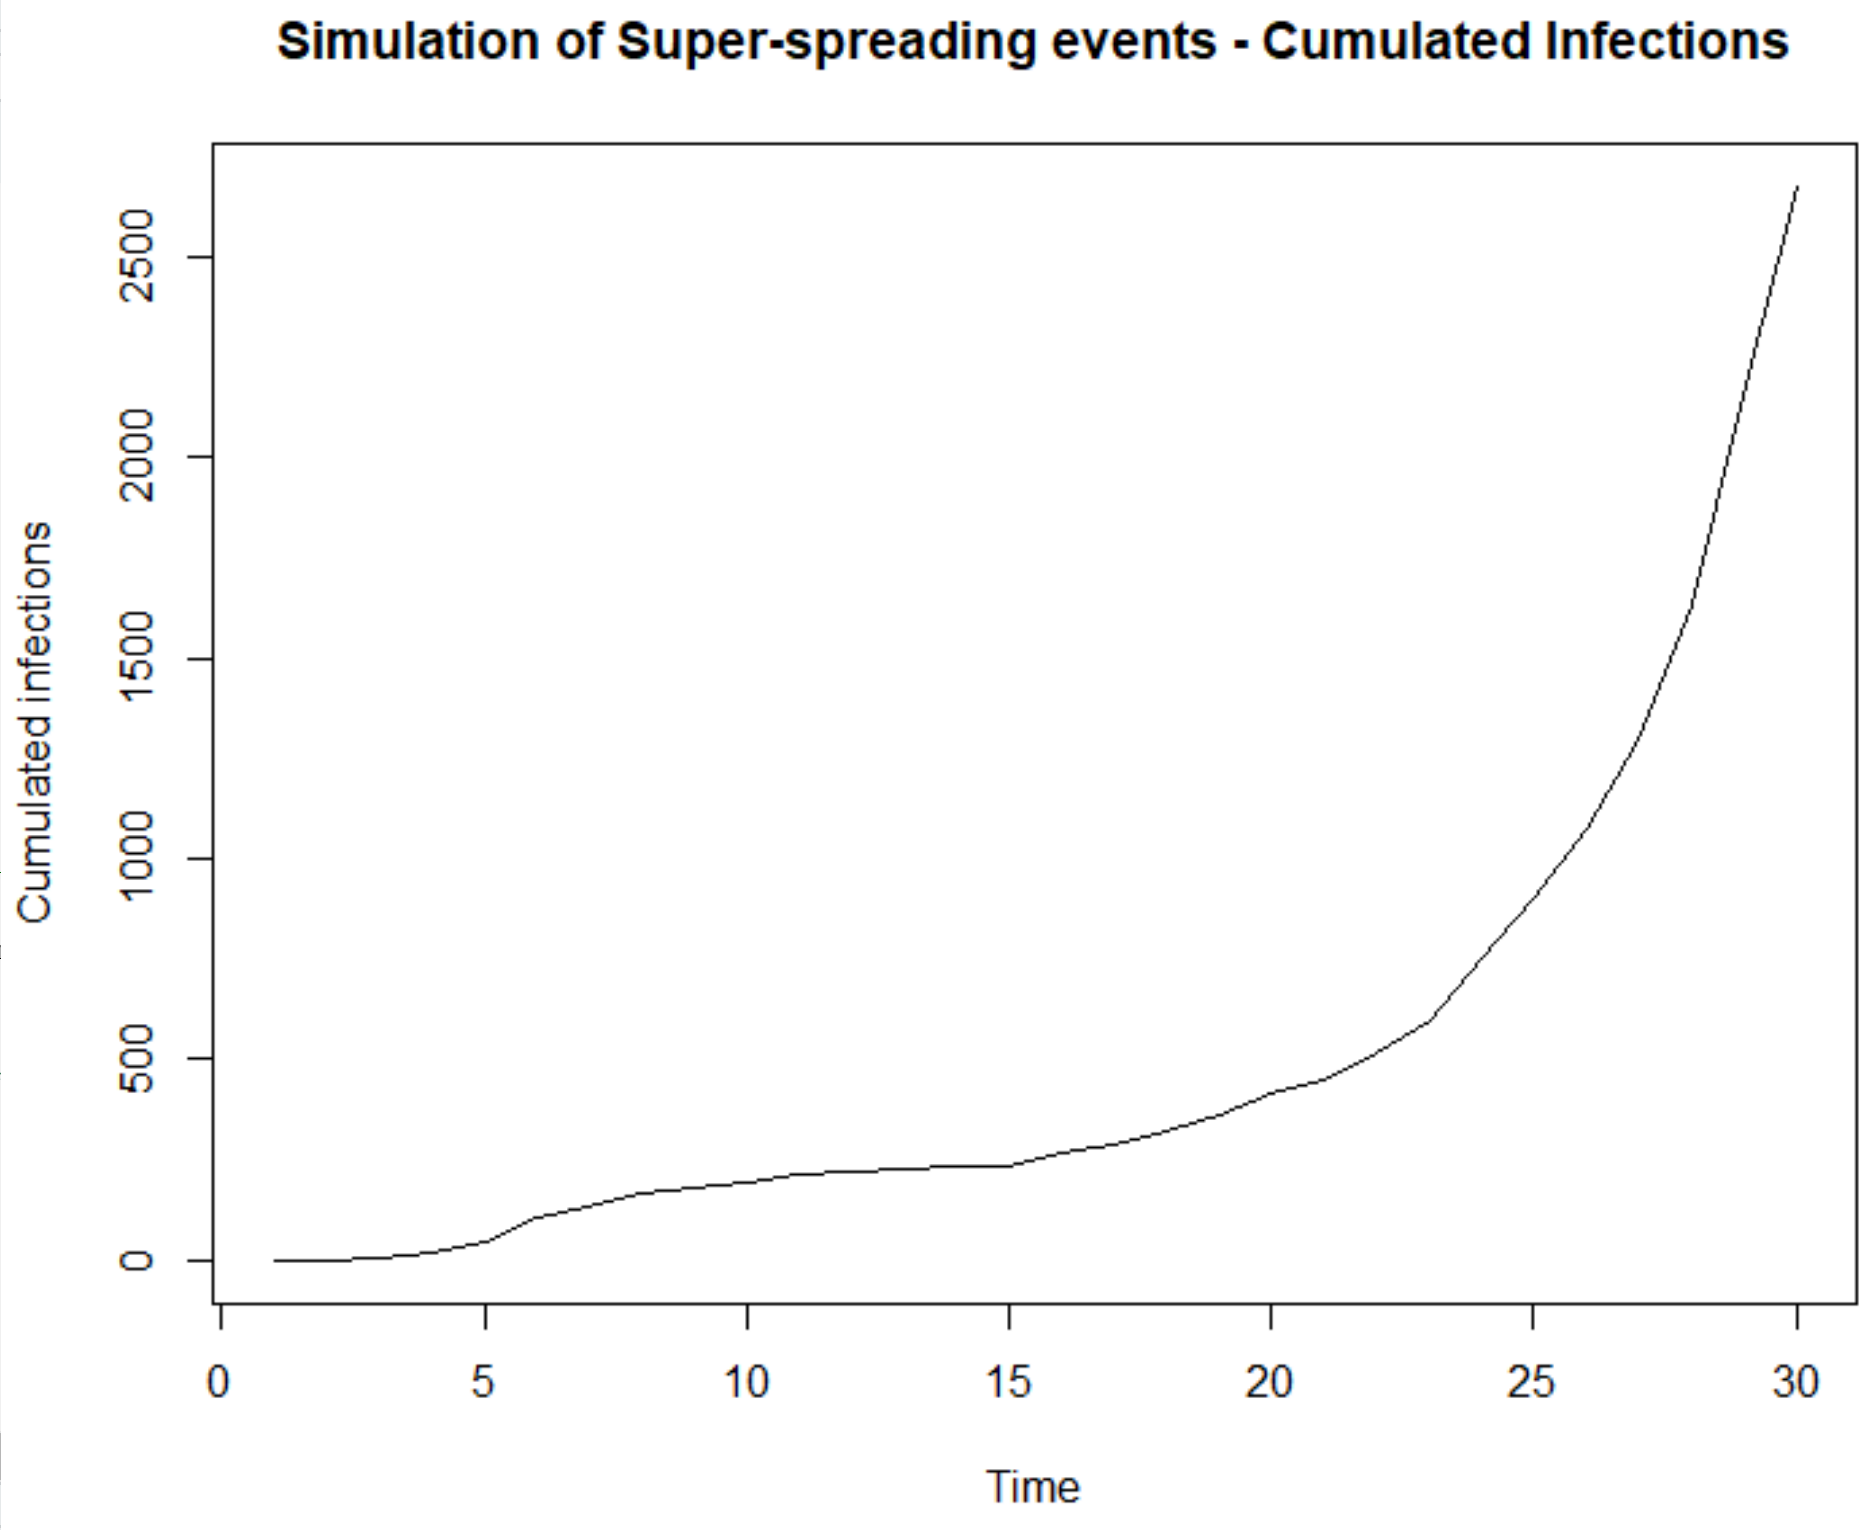 Simulation of Super-spreading events - Cumulated Infections
Cumulated infections
2500
2000
1500
1000
500
0
0 5 10 15 20 25 30
Time